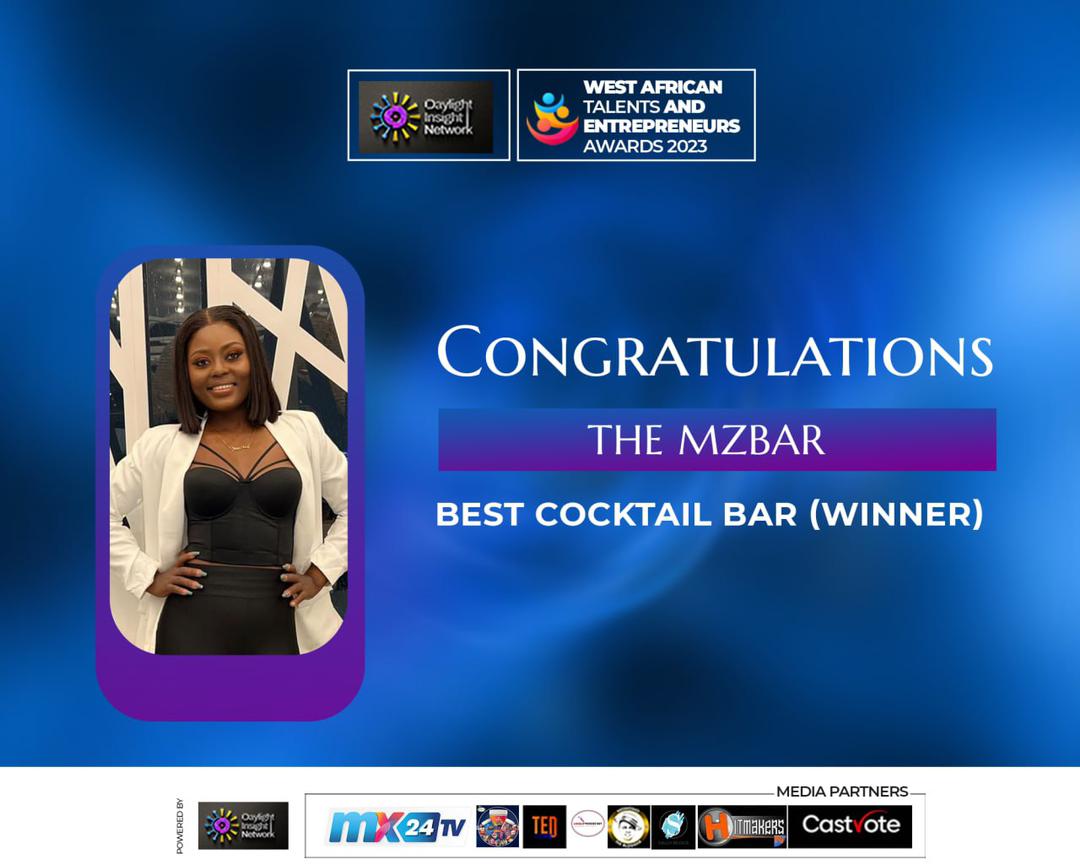 Daylight
Insight
Network
WEST AFRICAN
TALENTS AND
ENTREPRENEURS
AWARDS 2023
CONGRATULATIONS
THE MZBAR
BEST COCKTAIL BAR (WINNER)
POWERED BY
Daylight
Insight
Network
MEDIA PARTNERS
MX24TV
HITMAKERS
CastVote